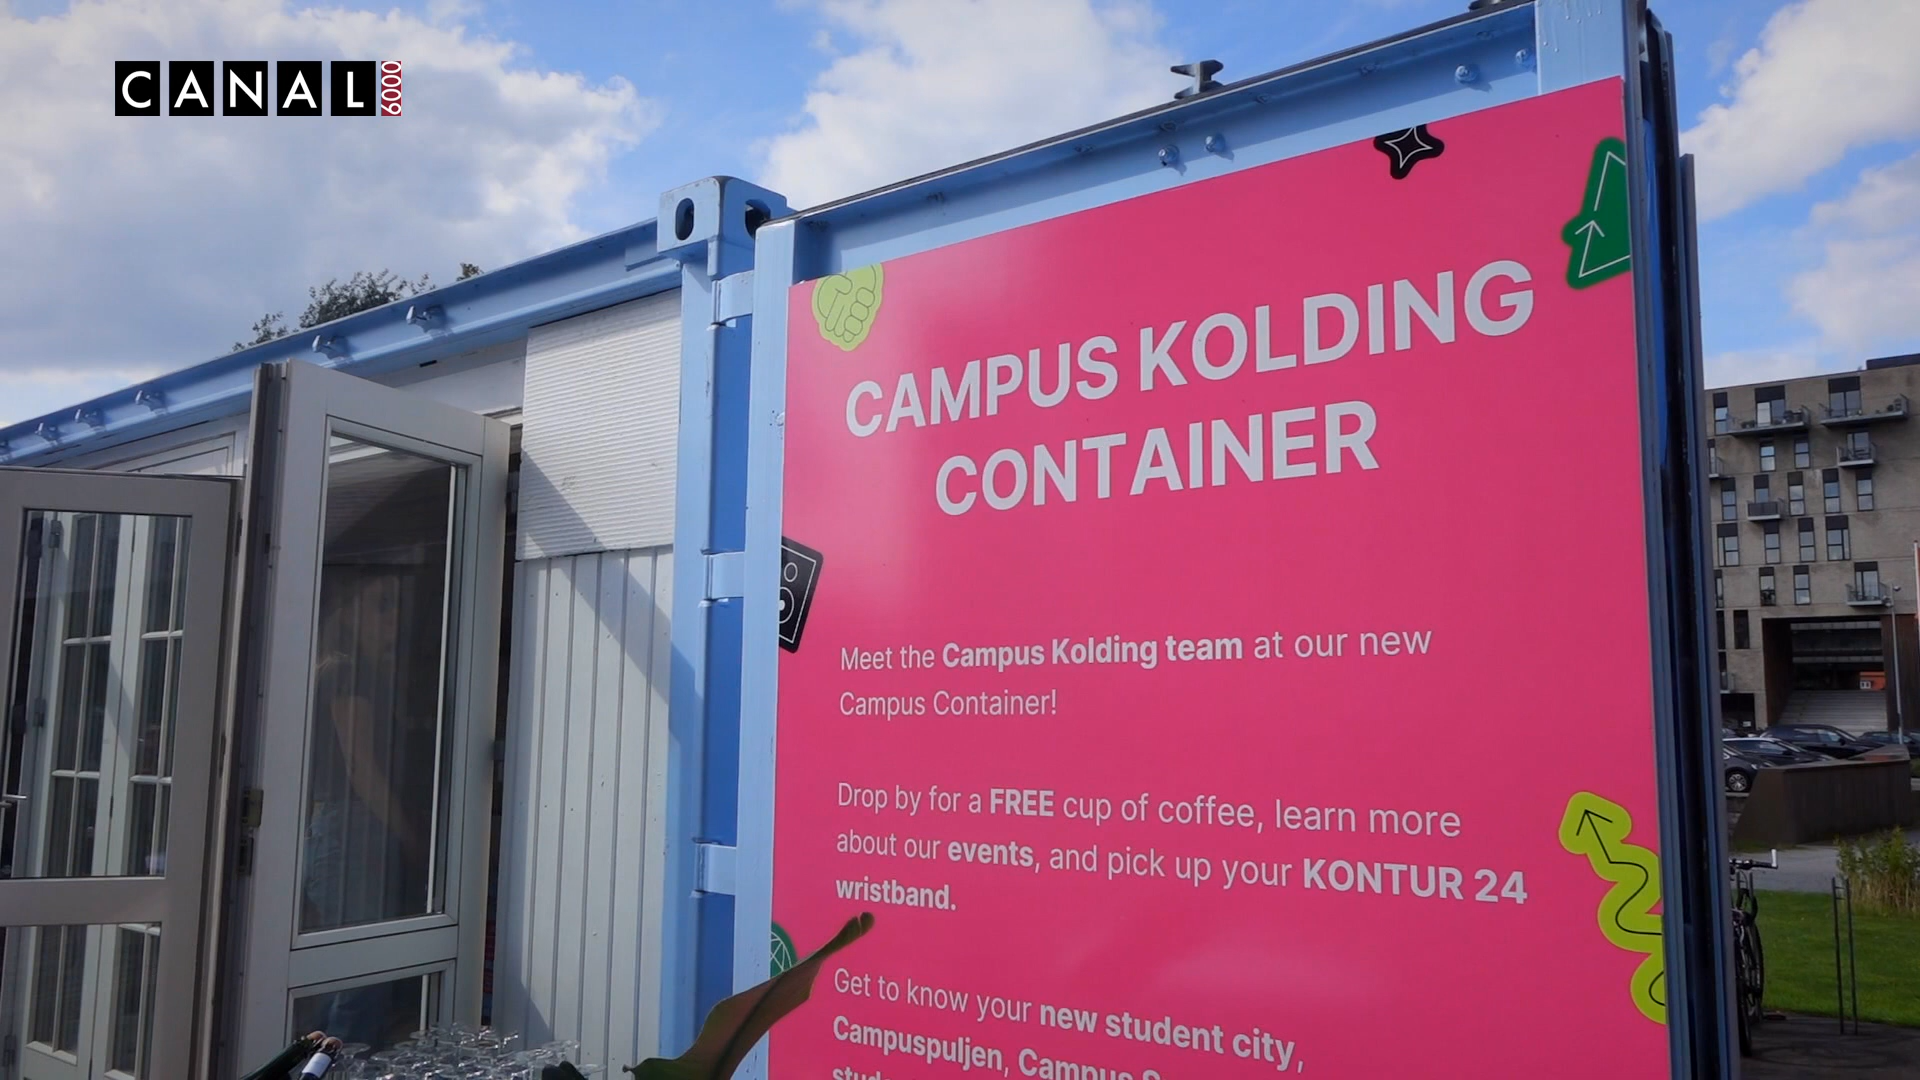 CANAL 6000
CAMPUS KOLDING
CONTAINER
Meet the Campus Kolding team at our new
Campus Container!
Drop by for a FREE cup of coffee, learn more
about our events, and pick up your KONTUR 24
wristband.
Get to know your new student city,
Campuspuljen, Campus